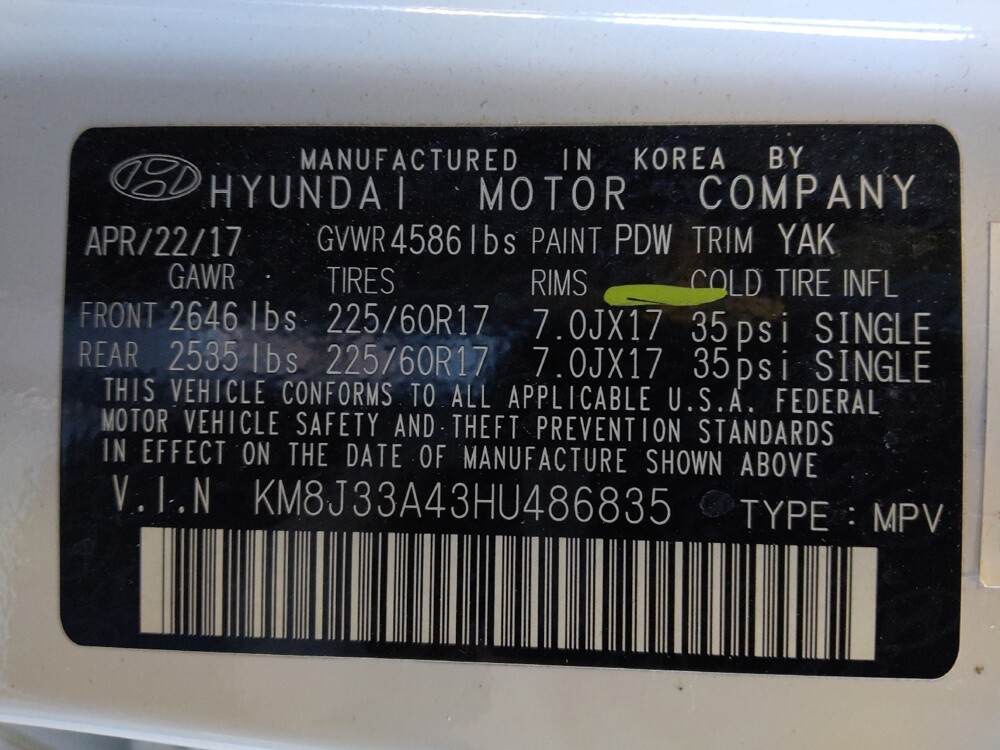 MANUFACTURED IN KOREA BY
HYUNDAI MOTOR COMPANY
APR/22/17 GVWR 4586 lbs PAINT PDW TRIM YAK
GAWR TIRES RIMS COLD TIRE INFL
FRONT 2646 lbs 225/60R17 7.0JX17 35psi SINGLE
REAR 2535 lbs 225/60R17 7.0JX17 35psi SINGLE
THIS VEHICLE CONFORMS TO ALL APPLICABLE U.S.A. FEDERAL
MOTOR VEHICLE SAFETY AND THEFT PREVENTION STANDARDS
IN EFFECT ON THE DATE OF MANUFACTURE SHOWN ABOVE
V.I.N KM8J33A43HU486835 TYPE : MPV